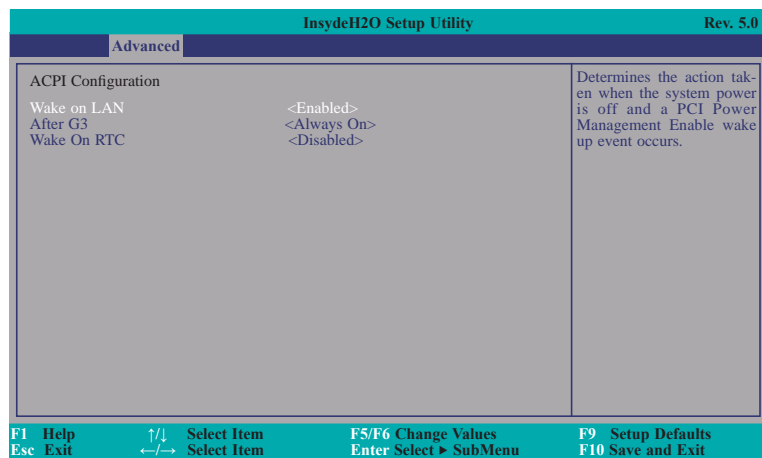 InsydeH2O Setup Utility Rev. 5.0
Advanced
ACPI Configuration
Wake on LAN <Enabled>
After G3 <Always On>
Wake On RTC <Disabled>
Determines the action tak-
en when the system power
is off and a PCI Power
Management Enable wake
up event occurs.
F1 Help ↑/↓ Select Item F5/F6 Change Values F9 Setup Defaults
Esc Exit ←/→ Select Item Enter Select ► SubMenu F10 Save and Exit